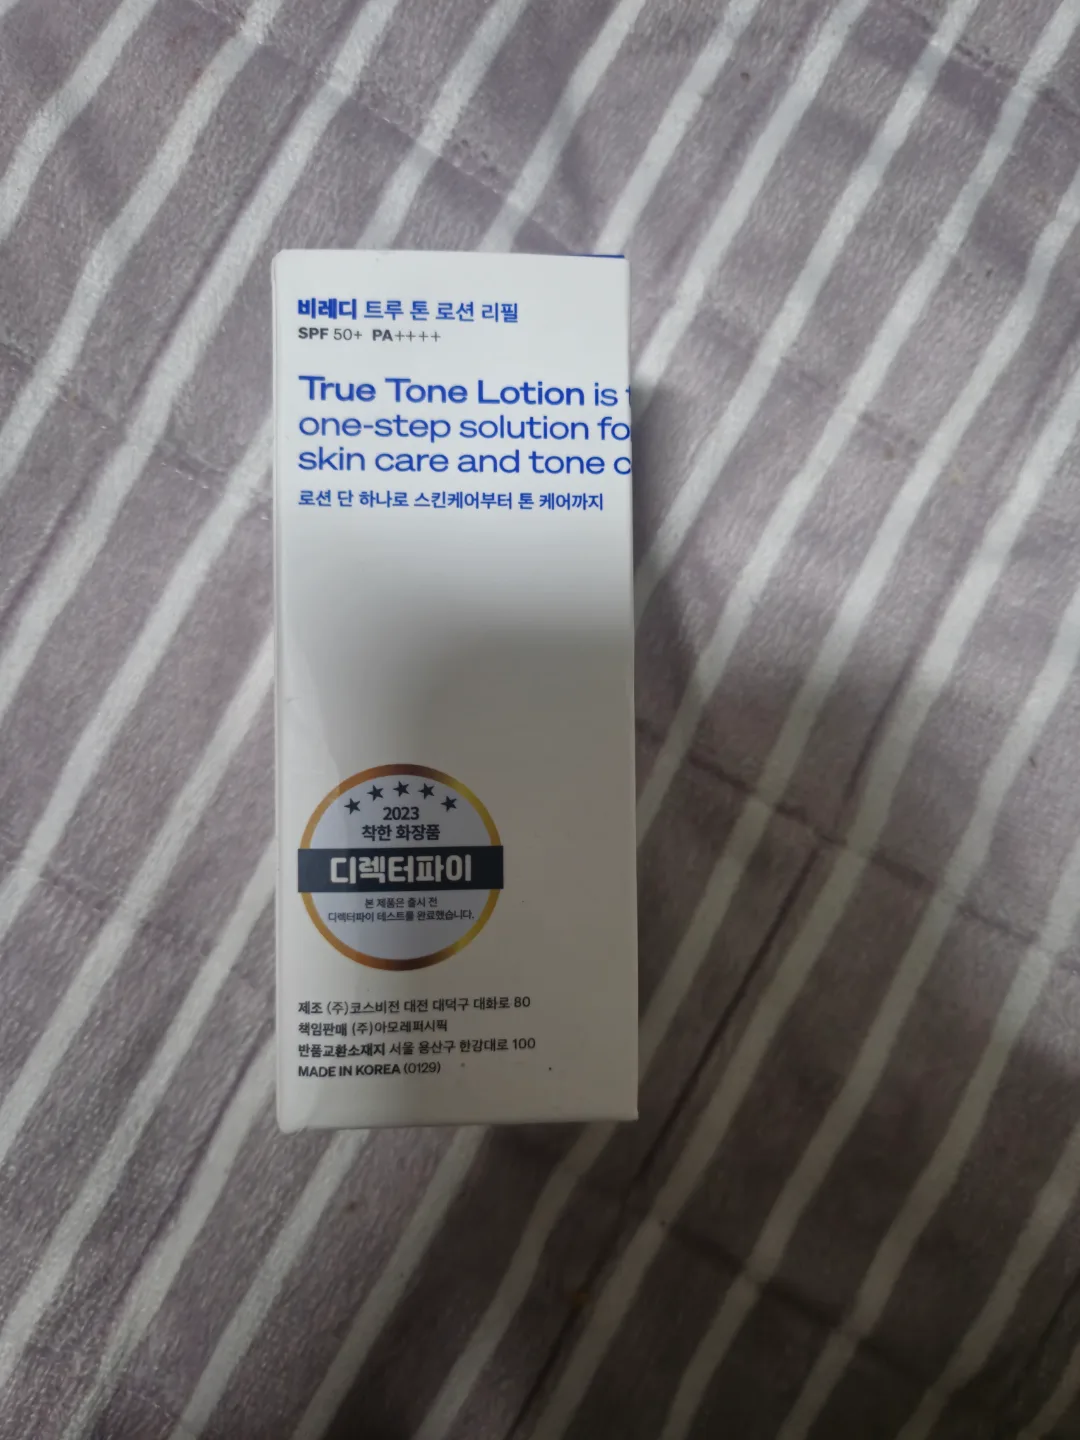 비레디 트루 톤 로션 리필
SPF 50+ PA++++
True Tone Lotion is
one-step solution fo
skin care and tone c
로션 단 하나로 스킨케어부터 톤 케어까지
2023
착한 화장품
디렉터파이
본 제품은 출시 전
디렉터파이 테스트를 완료했습니다.
제조 (주)코스비전 대전 대덕구 대화로 80
책임판매 (주)아모레퍼시픽
반품교환소재지 서울 용산구 한강대로 100
MADE IN KOREA (0129)